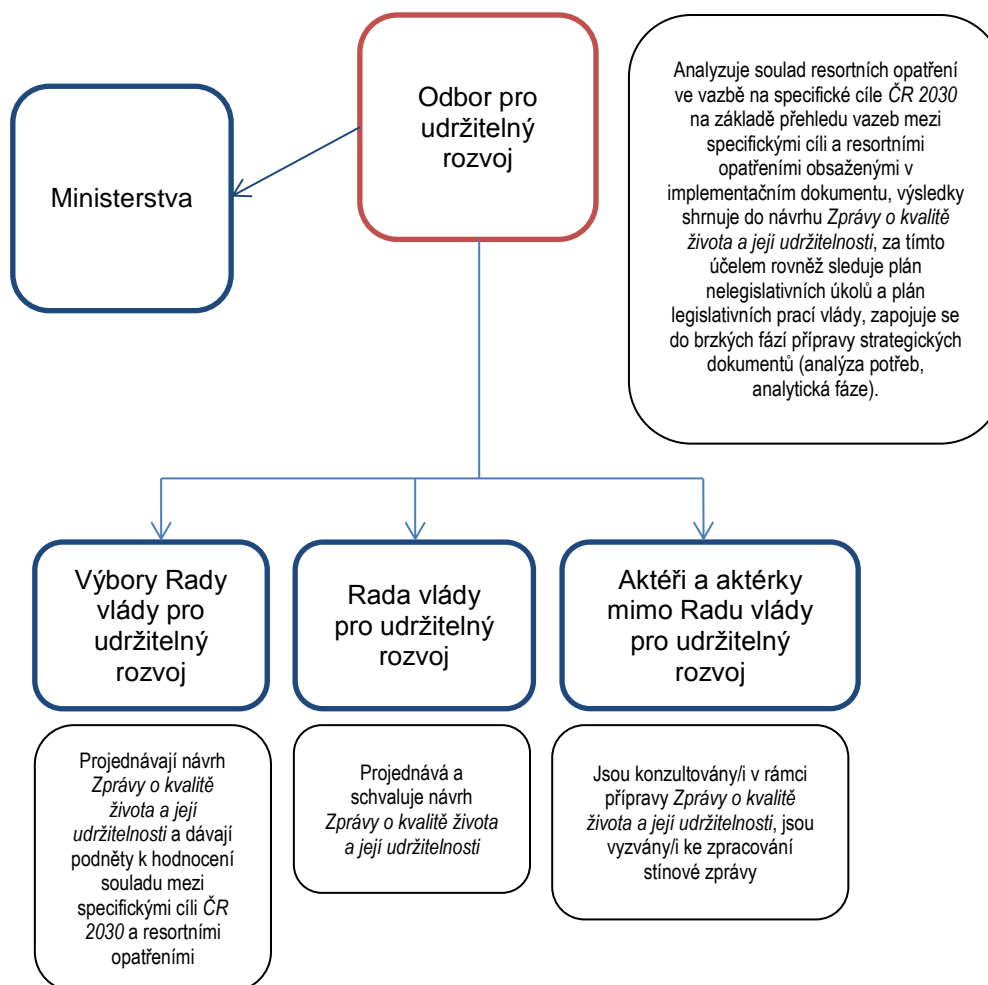 Odbor pro
udržitelný
rozvoj
Ministerstva
Analyzuje soulad resortních opatření
ve vazbě na specifické cíle ČR 2030
na základě přehledu vazeb mezi
specifickými cíli a resortními
opatřeními obsaženými v
implementačním dokumentu, výsledky
shrnuje do návrhu Zprávy o kvalitě
života a její udržitelnosti, za tímto
účelem rovněž sleduje plán
nelegislativních úkolů a plán
legislativních prací vlády, zapojuje se
do brzkých fází přípravy strategických
dokumentů (analýza potřeb,
analytická fáze).
Výbory Rady
vlády pro
udržitelný
rozvoj
Rada vlády
pro udržitelný
rozvoj
Aktéři a aktérky
mimo Radu vlády
pro udržitelný
rozvoj
Projednávají návrh
Zprávy o kvalitě
života a její
udržitelnosti a dávají
podněty k hodnocení
souladu mezi
specifickými cíli ČR
2030 a resortními
opatřeními
Projednává a
schvaluje návrh
Zprávy o kvalitě života
a její udržitelnosti
Jsou konzultovány/i v rámci
přípravy Zprávy o kvalitě
života a její udržitelnosti, jsou
vyzvány/i ke zpracování
stínové zprávy